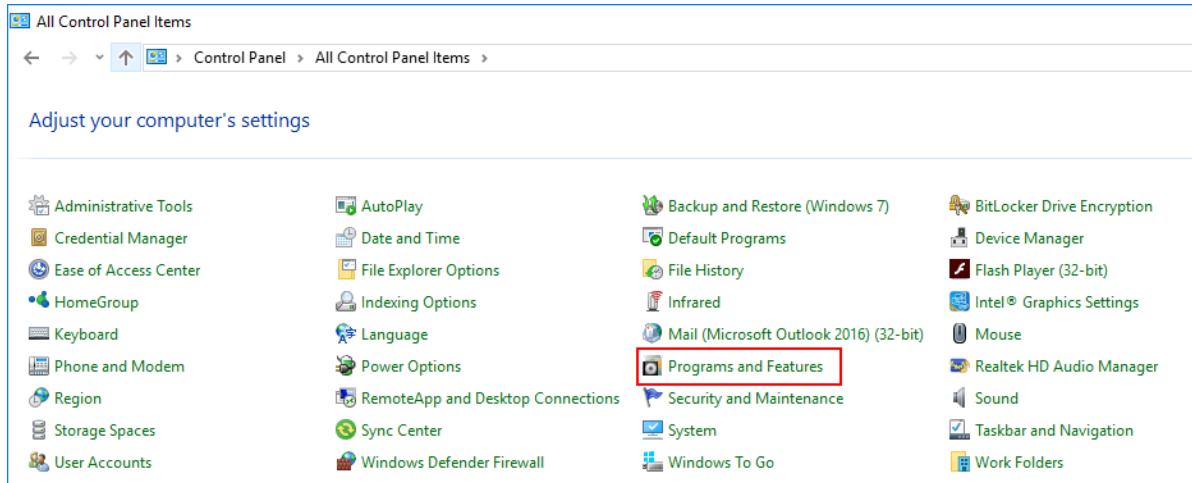 All Control Panel Items
Control Panel > All Control Panel Items >
Adjust your computer's settings
Administrative Tools AutoPlay Backup and Restore (Windows 7) BitLocker Drive Encryption
Credential Manager Date and Time Default Programs Device Manager
Ease of Access Center File Explorer Options File History Flash Player (32-bit)
HomeGroup Indexing Options Infrared Intel® Graphics Settings
Keyboard Language Mail (Microsoft Outlook 2016) (32-bit) Mouse
Phone and Modem Power Options Programs and Features Realtek HD Audio Manager
Region RemoteApp and Desktop Connections Security and Maintenance Sound
Storage Spaces Sync Center System Taskbar and Navigation
User Accounts Windows Defender Firewall Windows To Go Work Folders